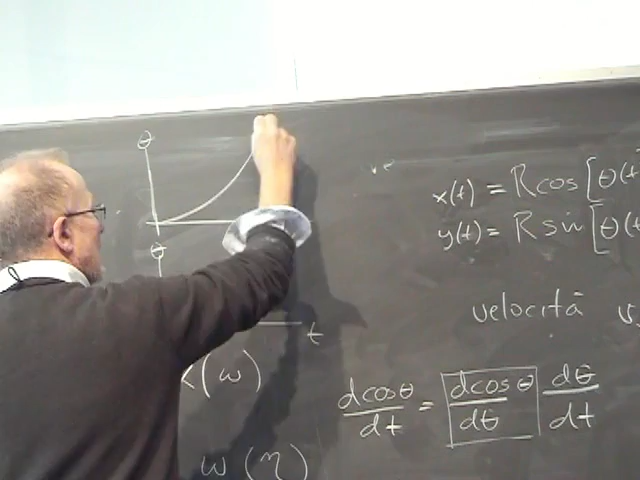 θ
θ
t
(ω)
ω (η)
x(t) = R cos [θ(t
y(t) = R sin [θ(t
velocità v
dcosθ/dt = dcosθ/dθ dθ/dt